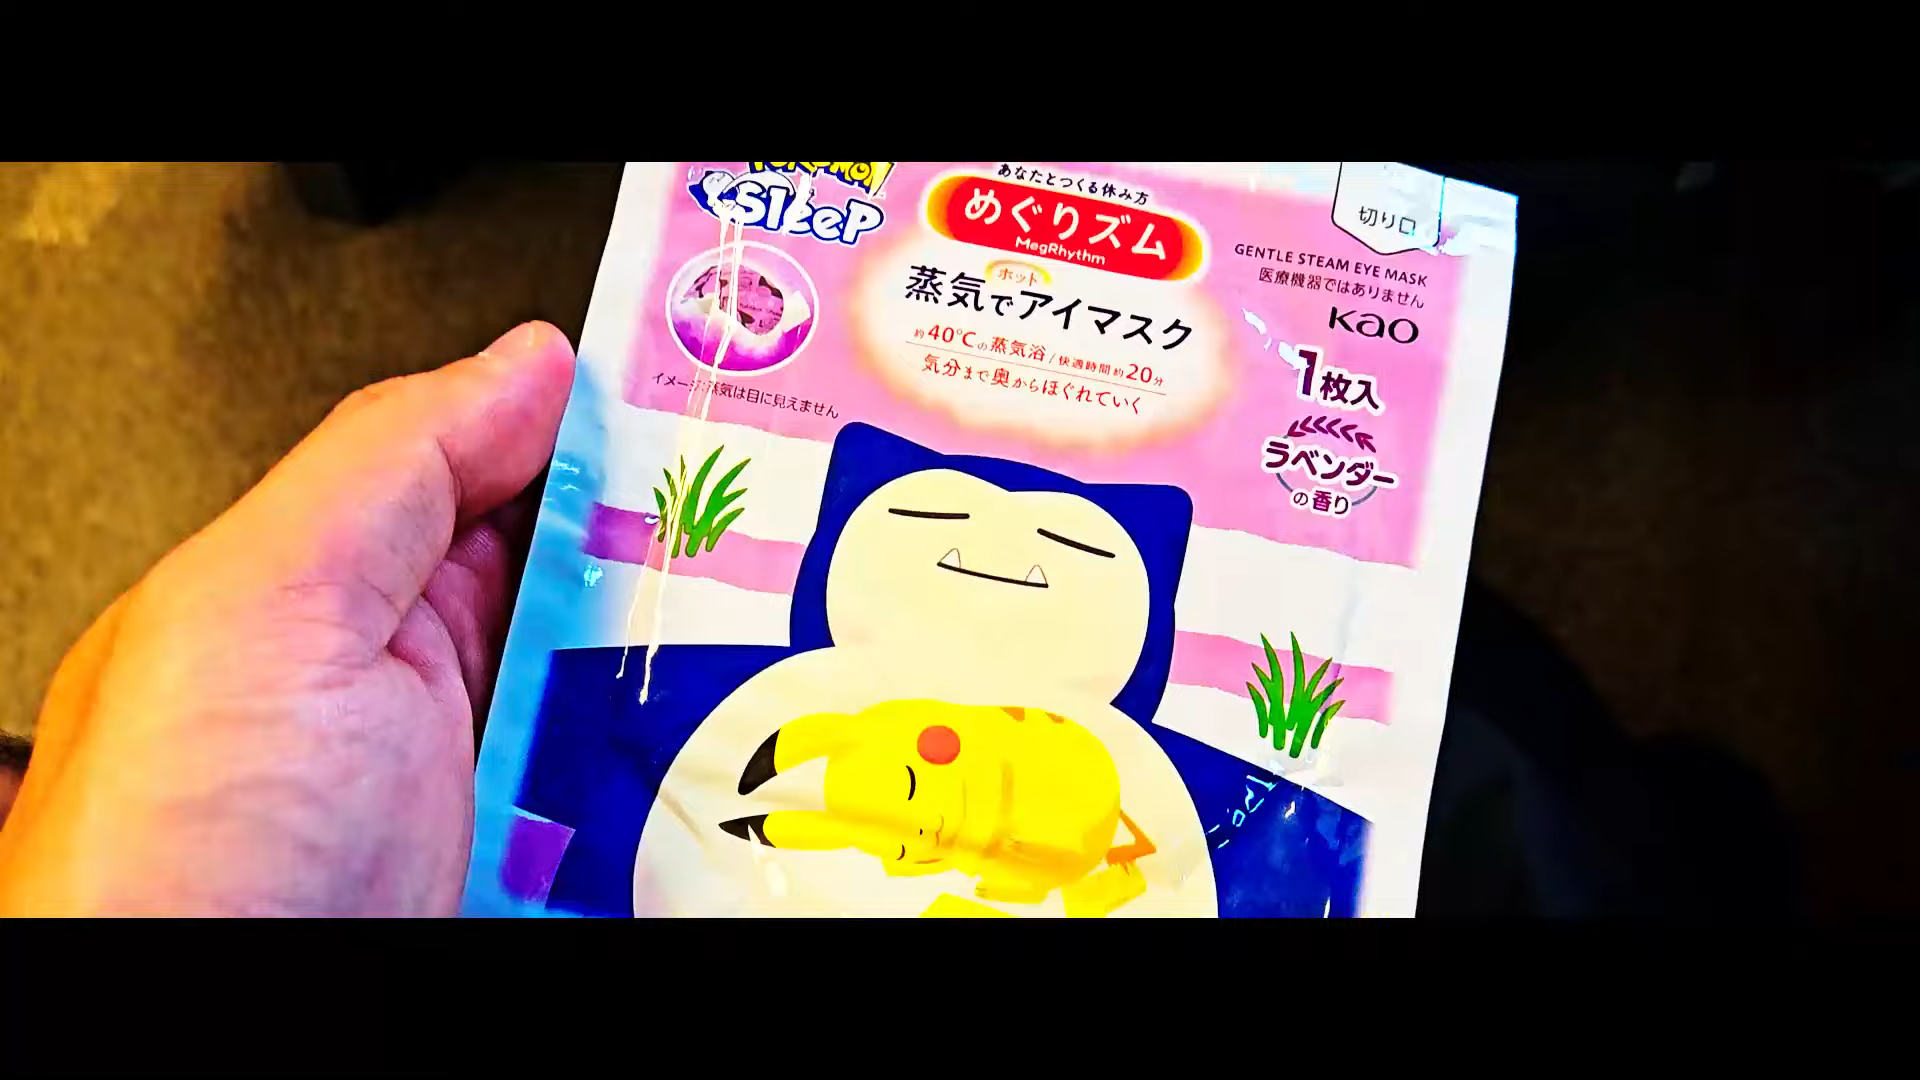 POKÉMON
Sleep
あなたとつくる休み方
めぐりズム
MegRhythm
ホット
蒸気でアイマスク
約40℃の蒸気浴/快適時間約20分
気分まで奥からほぐれていく
イメージ:蒸気は目に見えません
切り口
GENTLE STEAM EYE MASK
医療機器ではありません
Kao
1枚入
ラベンダー
の香り